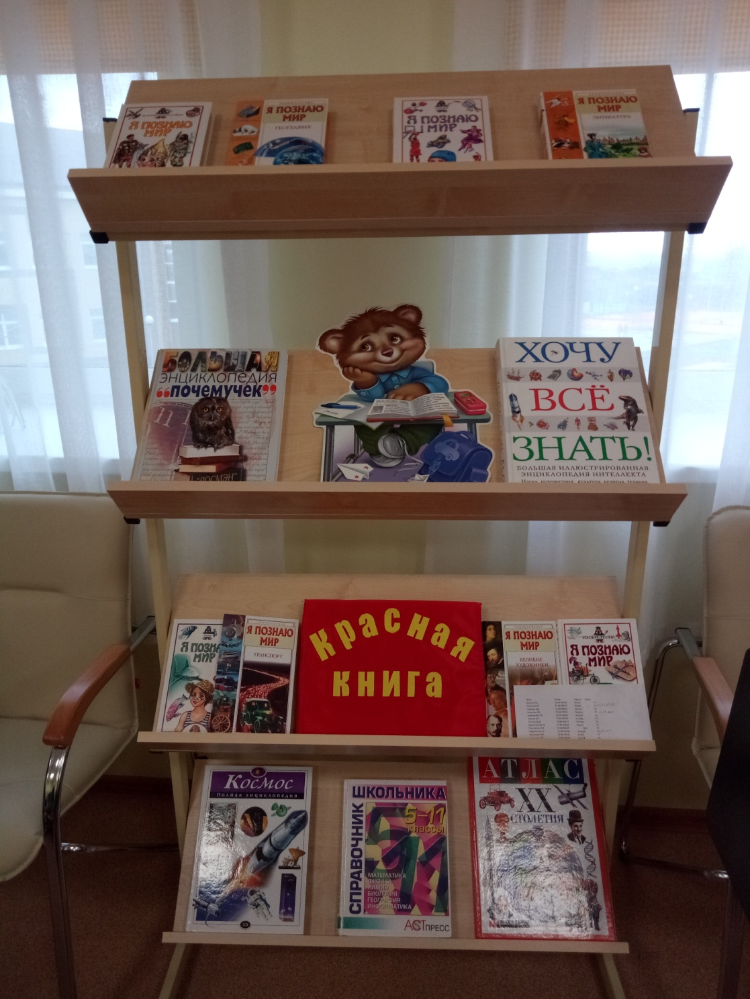 Я ПОЗНАЮ
МИР
Я ПОЗНАЮ
МИР
ГЕОГРАФИЯ
Я ПОЗНАЮ
МИР
Я ПОЗНАЮ
МИР
ЛИТЕРАТУРА
БОЛЬШАЯ
ЭНЦИКЛОПЕДИЯ
“ПОЧЕМУЧЕК”
"РОСМЭН"
ХОЧУ
ВСЁ
ЗНАТЬ!
БОЛЬШАЯ ИЛЛЮСТРИРОВАННАЯ
ЭНЦИКЛОПЕДИЯ ИНТЕЛЛЕКТА
Наука, путешествия, культура, религия, техника
Я ПОЗНА
МИР
Я ПОЗНАЮ
МИР
ТРАНСПОРТ
Красная
книга
Я ПОЗНАЮ
МИР
ВЕЛИКИЕ
ХУДОЖНИКИ
ИЗОБРЕТЕНИЯ
Я ПОЗНАЮ
МИР
Космос
Полная энциклопедия
СПРАВОЧНИК
ШКОЛЬНИКА
5-11
классы
МАТЕМАТИКА
ФИЗИКА
ХИМИЯ
БИОЛОГИЯ
ГЕОГРАФИЯ
ИНФОРМАТИКА
АСТ ПРЕСС
АТЛАС
XX
СТОЛЕТИЯ